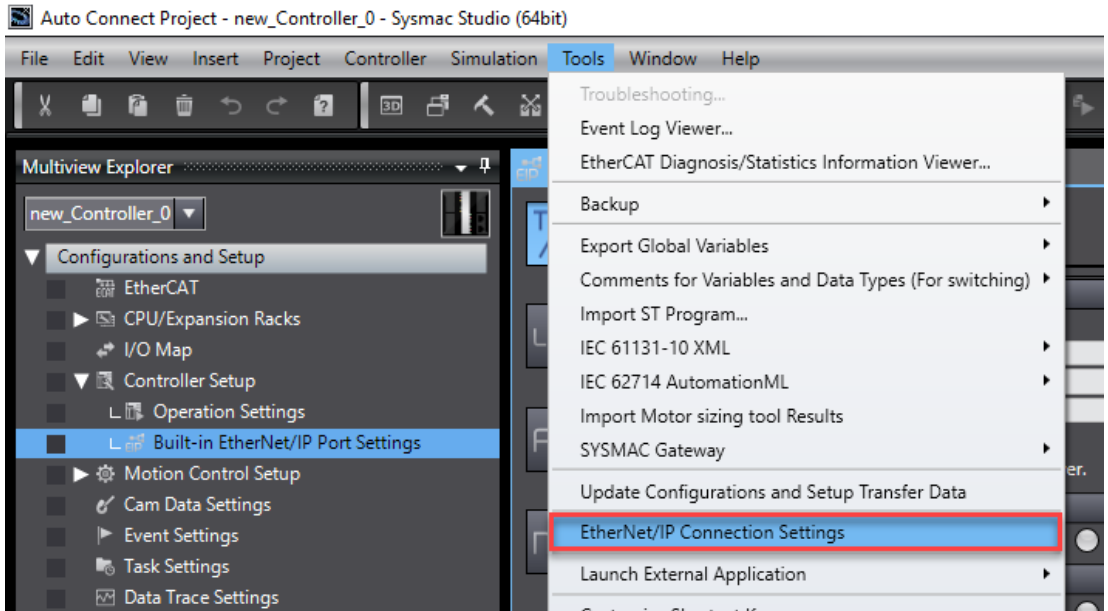 Auto Connect Project - new_Controller_0 - Sysmac Studio (64bit)
File Edit View Insert Project Controller Simulation Tools Window Help
3D
Multiview Explorer
new_Controller_0
Configurations and Setup
EtherCAT
CPU/Expansion Racks
I/O Map
Controller Setup
Operation Settings
Built-in EtherNet/IP Port Settings
Motion Control Setup
Cam Data Settings
Event Settings
Task Settings
Data Trace Settings
Troubleshooting...
Event Log Viewer...
EtherCAT Diagnosis/Statistics Information Viewer...
Backup
Export Global Variables
Comments for Variables and Data Types (For switching)
Import ST Program...
IEC 61131-10 XML
IEC 62714 AutomationML
Import Motor sizing tool Results
SYSMAC Gateway
Update Configurations and Setup Transfer Data
EtherNet/IP Connection Settings
Launch External Application
er.